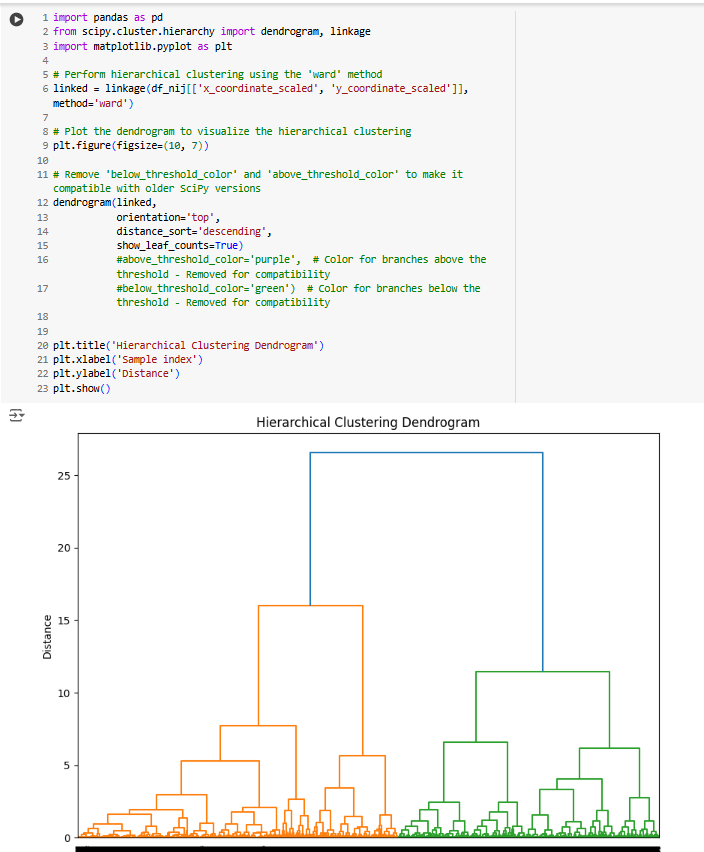 1 import pandas as pd
2 from scipy.cluster.hierarchy import dendrogram, linkage
3 import matplotlib.pyplot as plt
4
5 # Perform hierarchical clustering using the 'ward' method
6 linked = linkage(df_nij[['x_coordinate_scaled', 'y_coordinate_scaled']],
method='ward')
7
8 # Plot the dendrogram to visualize the hierarchical clustering
9 plt.figure(figsize=(10, 7))
10
11 # Remove 'below_threshold_color' and 'above_threshold_color' to make it
compatible with older SciPy versions
12 dendrogram(linked,
13 orientation='top',
14 distance_sort='descending',
15 show_leaf_counts=True)
16 #above_threshold_color='purple',  # Color for branches above the
threshold - Removed for compatibility
17 #below_threshold_color='green')  # Color for branches below the
threshold - Removed for compatibility
18
19
20 plt.title('Hierarchical Clustering Dendrogram')
21 plt.xlabel('Sample index')
22 plt.ylabel('Distance')
23 plt.show()
Hierarchical Clustering Dendrogram
25
20
15
10
5
0
Distance